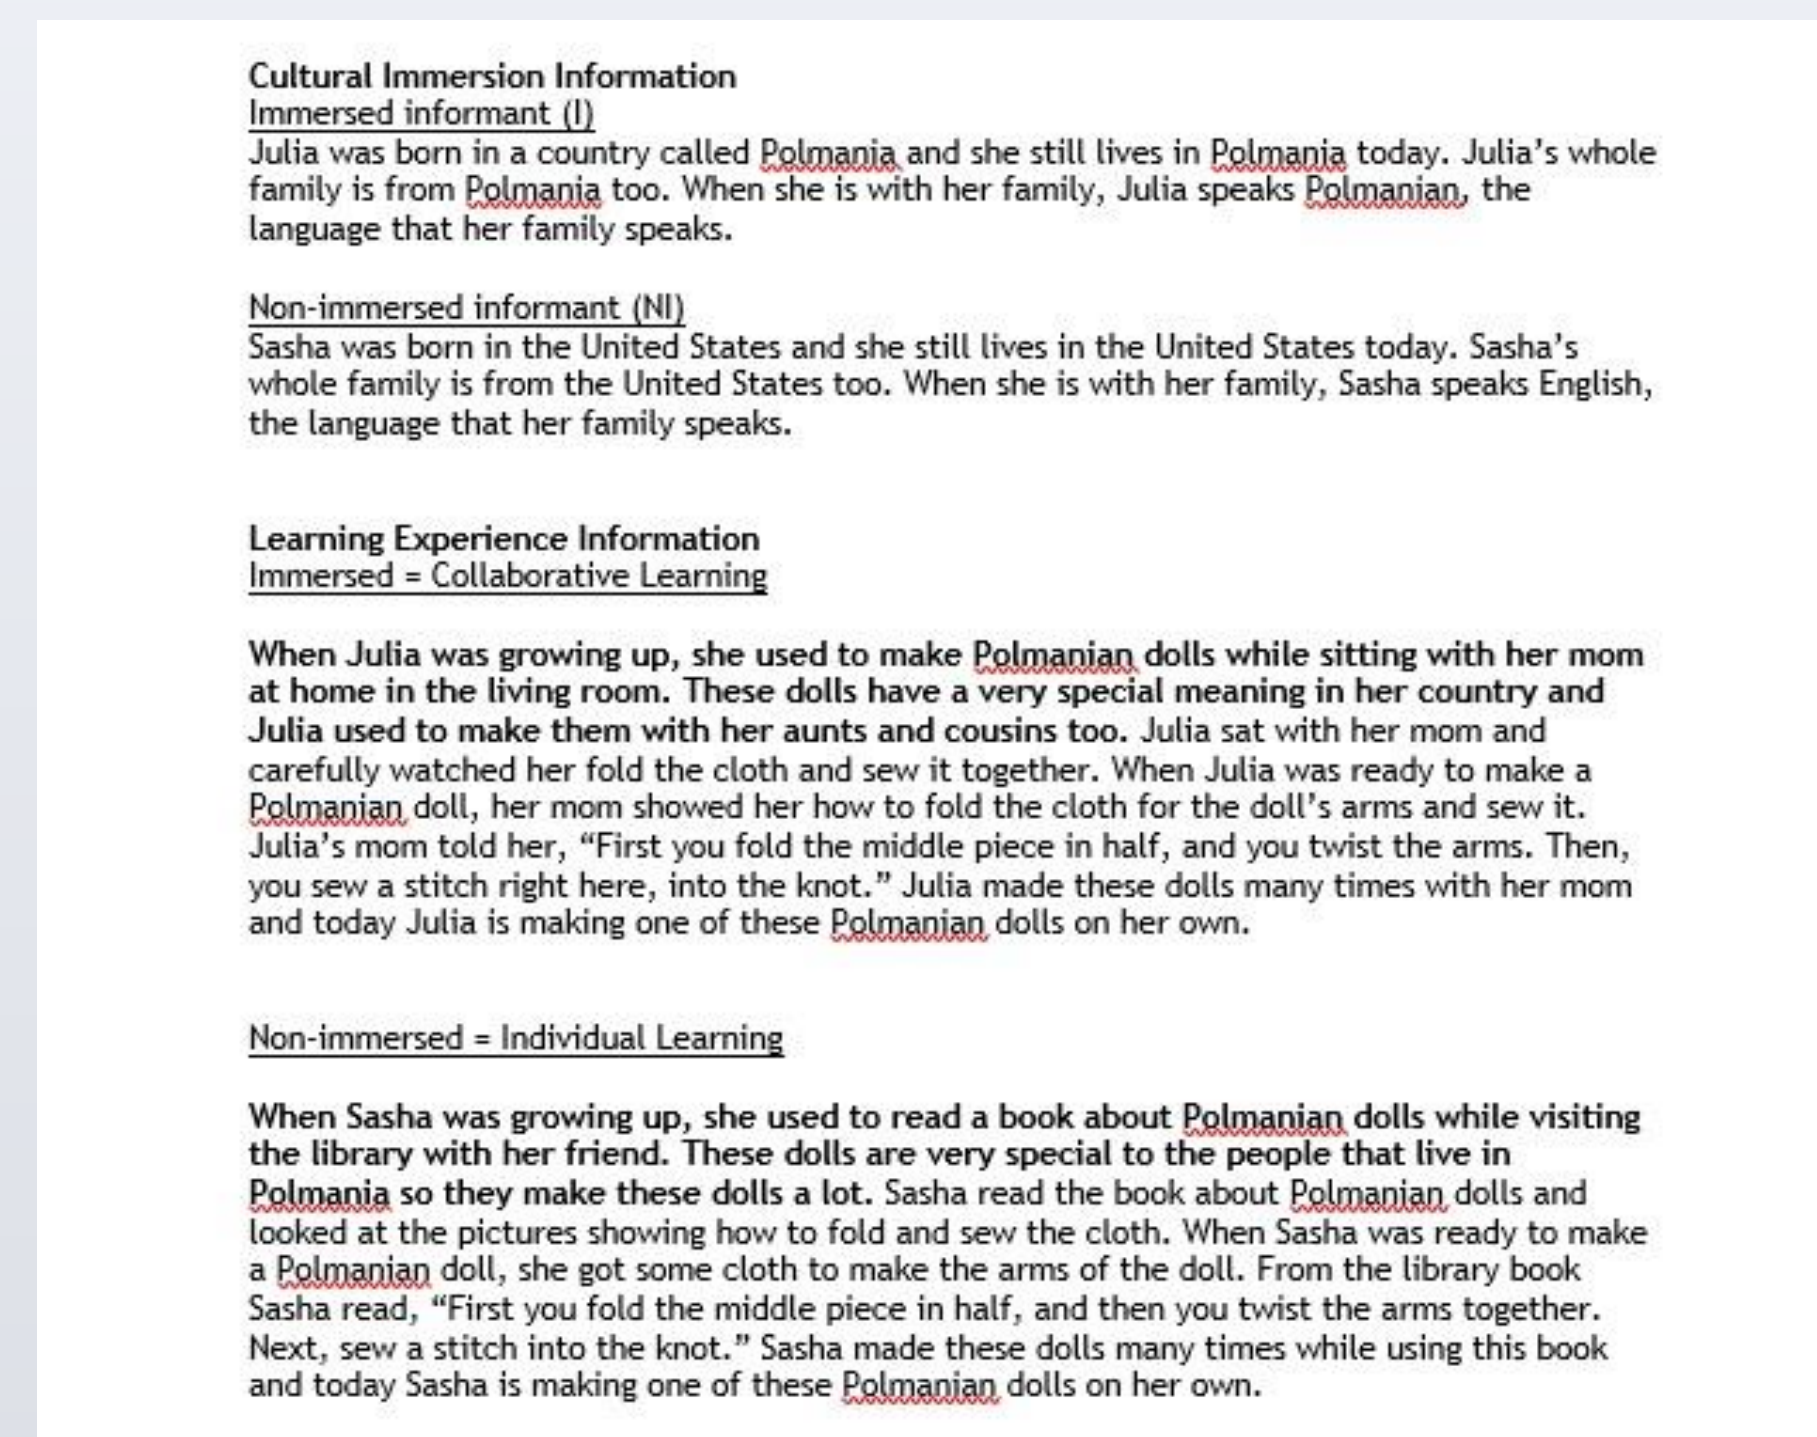 Cultural Immersion Information
Immersed informant (I)
Julia was born in a country called Polmania and she still lives in Polmania today. Julia’s whole
family is from Polmania too. When she is with her family, Julia speaks Polmanian, the
language that her family speaks.
Non-immersed informant (NI)
Sasha was born in the United States and she still lives in the United States today. Sasha’s
whole family is from the United States too. When she is with her family, Sasha speaks English,
the language that her family speaks.
Learning Experience Information
Immersed = Collaborative Learning
When Julia was growing up, she used to make Polmanian dolls while sitting with her mom
at home in the living room. These dolls have a very special meaning in her country and
Julia used to make them with her aunts and cousins too. Julia sat with her mom and
carefully watched her fold the cloth and sew it together. When Julia was ready to make a
Polmanian doll, her mom showed her how to fold the cloth for the doll’s arms and sew it.
Julia’s mom told her, “First you fold the middle piece in half, and you twist the arms. Then,
you sew a stitch right here, into the knot.” Julia made these dolls many times with her mom
and today Julia is making one of these Polmanian dolls on her own.
Non-immersed = Individual Learning
When Sasha was growing up, she used to read a book about Polmanian dolls while visiting
the library with her friend. These dolls are very special to the people that live in
Polmania so they make these dolls a lot. Sasha read the book about Polmanian dolls and
looked at the pictures showing how to fold and sew the cloth. When Sasha was ready to make
a Polmanian doll, she got some cloth to make the arms of the doll. From the library book
Sasha read, “First you fold the middle piece in half, and then you twist the arms together.
Next, sew a stitch into the knot.” Sasha made these dolls many times while using this book
and today Sasha is making one of these Polmanian dolls on her own.